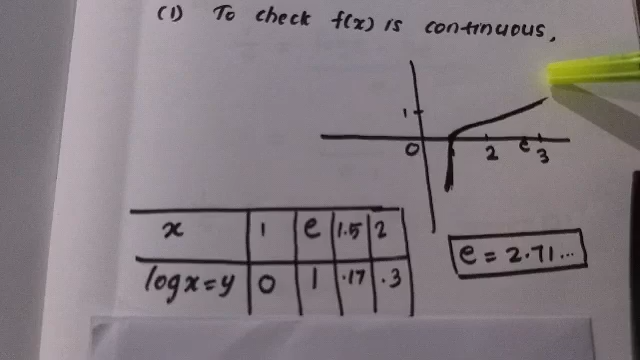 (1) To check f(x) is continuous,
1
0 2 e 3
x 1 e 1.5 2
log x = y 0 1 .17 .3
e = 2.71...